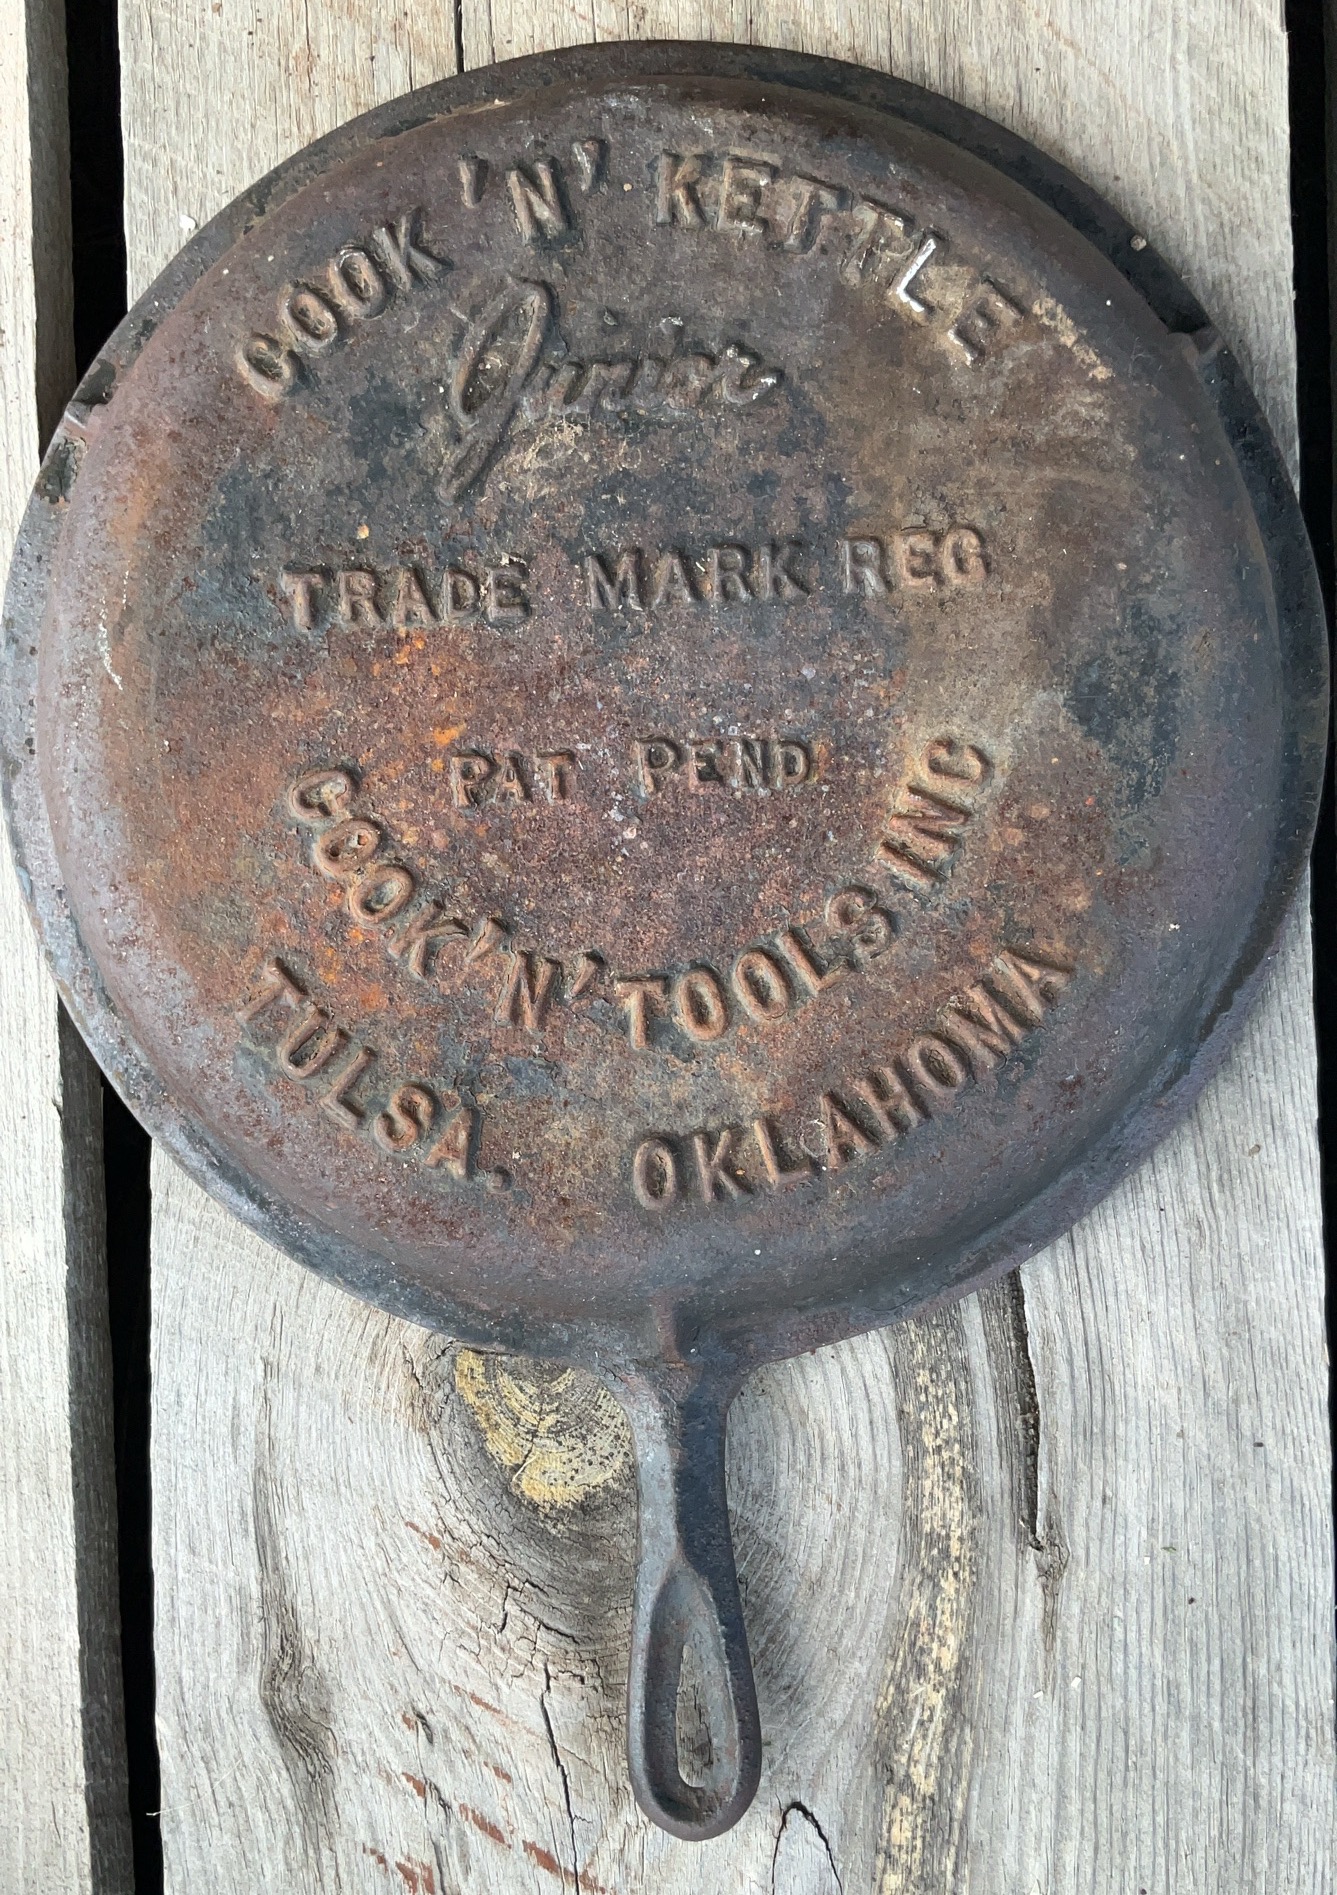 COOK 'N' KETTLE
Junior
TRADE MARK REG
PAT PEND
COOK 'N' TOOLS INC
TULSA. OKLAHOMA